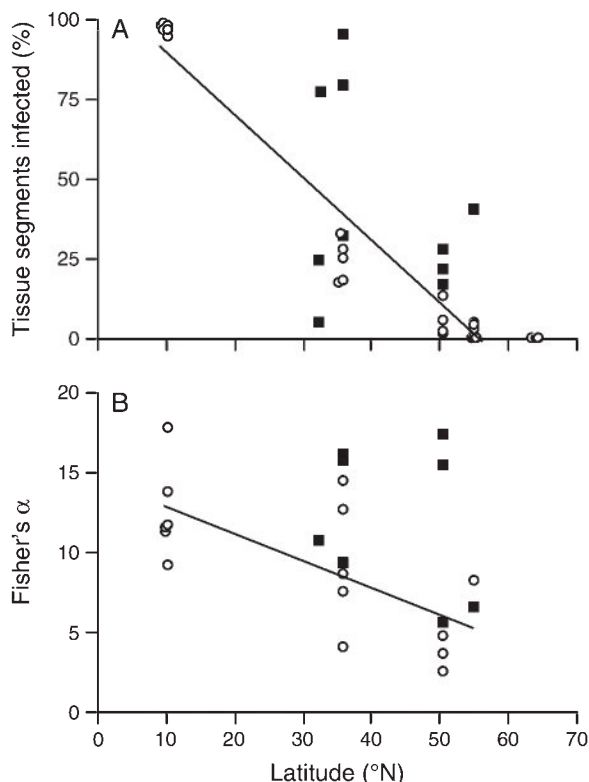 A
Tissue segments infected (%)
100
75
50
25
0
B
Fisher's α
20
15
10
5
0
0 10 20 30 40 50 60 70
Latitude (°N)